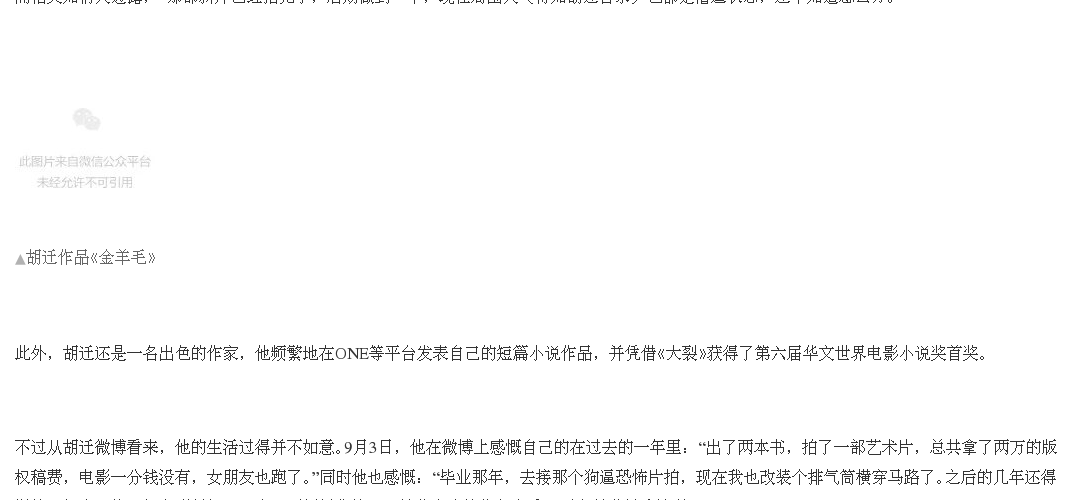 此图片来自微信公众平台
未经允许不可引用
▲胡迁作品《金羊毛》
此外，胡迁还是一名出色的作家，他频繁地在ONE等平台发表自己的短篇小说作品，并凭借《大裂》获得了第六届华文世界电影小说奖首奖。
不过从胡迁微博看来，他的生活过得并不如意。9月3日，他在微博上感慨自己的在过去的一年里：“出了两本书，拍了一部艺术片，总共拿了两万的版
权稿费，电影一分钱没有，女朋友也跑了。”同时他也感慨：“毕业那年，去接那个狗逼恐怖片拍，现在我也改装个排气筒横穿马路了。之后的几年还得